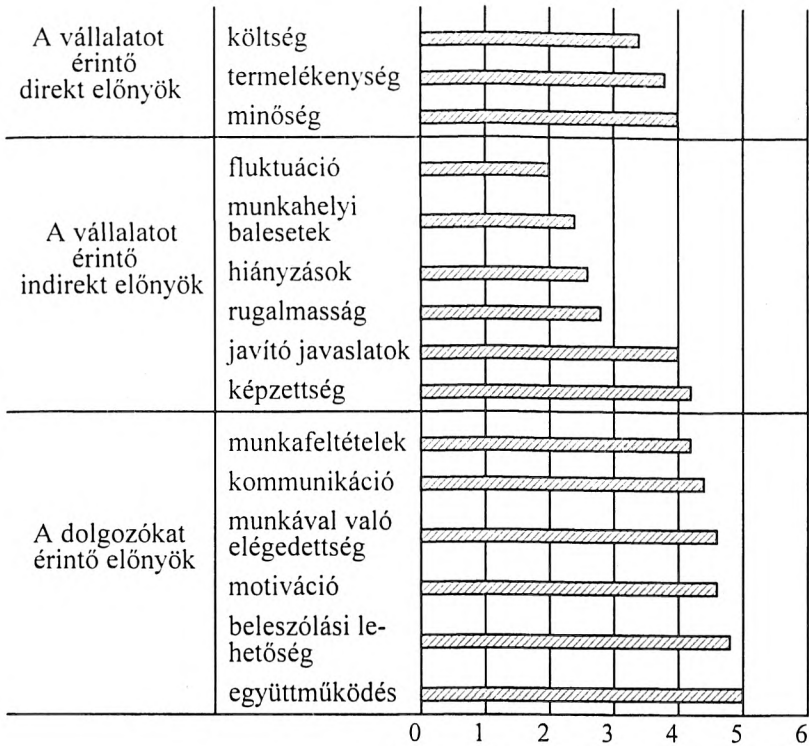 A vállalatot
érintő
direkt előnyök
költség
termelékenység
minőség
A vállalatot
érintő
indirekt előnyök
fluktuáció
munkahelyi
balesetek
hiányzások
rugalmasság
javító javaslatok
képzettség
A dolgozókat
érintő előnyök
munkafeltételek
kommunikáció
munkával való
elégedettség
motiváció
beleszólási le-
hetőség
együttműködés
0 1 2 3 4 5 6